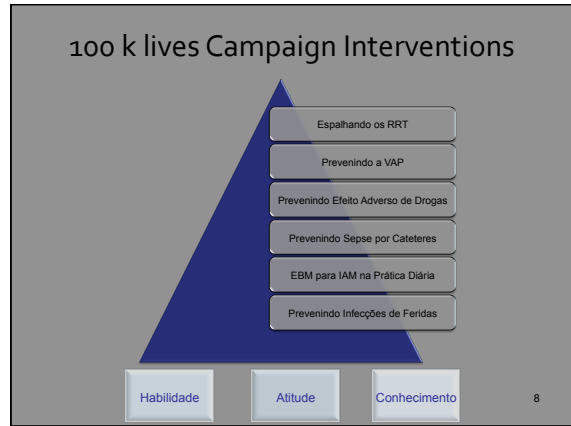 100 k lives Campaign Interventions
Espalhando os RRT
Prevenindo a VAP
Prevenindo Efeito Adverso de Drogas
Prevenindo Sepse por Cateteres
EBM para IAM na Prática Diária
Prevenindo Infecções de Feridas
Habilidade
Atitude
Conhecimento
8